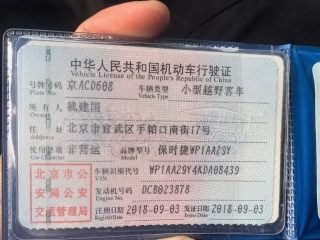 中华人民共和国机动车行驶证
Vehicle License of the People's Republic of China
号牌号码 京ACD608 车辆类型 小型越野客车
Plate No. Vehicle Type
所有人 魏建国
Owner
住址 北京市宣武区手帕口南街17号
Address
使用性质 非营运 品牌型号 保时捷WP1AA29Y
Use Character Model
北京市公安局公安交通管理局
车辆识别代号 WP1AA29Y4KDA08439
VIN
发动机号码 DCB023878
Engine No.
注册日期 2018-09-03 发证日期 2018-09-03
Register Date Issue Date